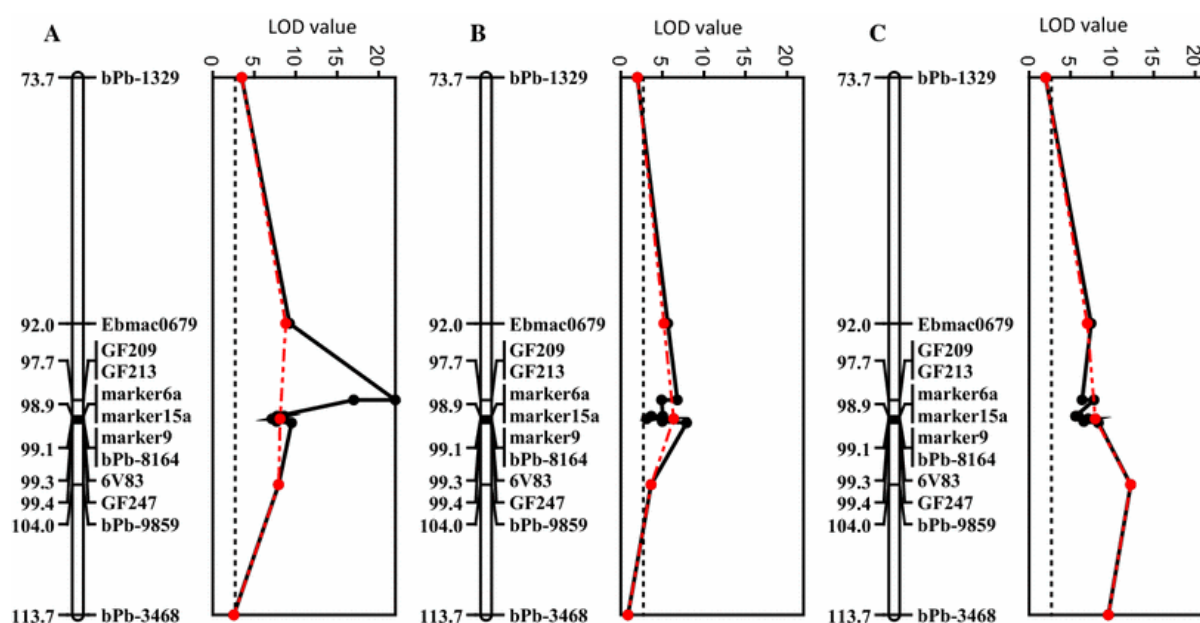 A
LOD value
0 5 10 15 20
73.7 bPb-1329
92.0 Ebmac0679
GF209
97.7
GF213
marker6a
98.9
marker15a
marker9
99.1
bPb-8164
99.3 6V83
99.4 GF247
104.0 bPb-9859
113.7 bPb-3468
B
LOD value
0 5 10 15 20
73.7 bPb-1329
92.0 Ebmac0679
GF209
97.7
GF213
marker6a
98.9
marker15a
marker9
99.1
bPb-8164
99.3 6V83
99.4 GF247
104.0 bPb-9859
113.7 bPb-3468
C
LOD value
0 5 10 15 20
73.7 bPb-1329
92.0 Ebmac0679
GF209
97.7
GF213
marker6a
98.9
marker15a
marker9
99.1
bPb-8164
99.3 6V83
99.4 GF247
104.0 bPb-9859
113.7 bPb-3468